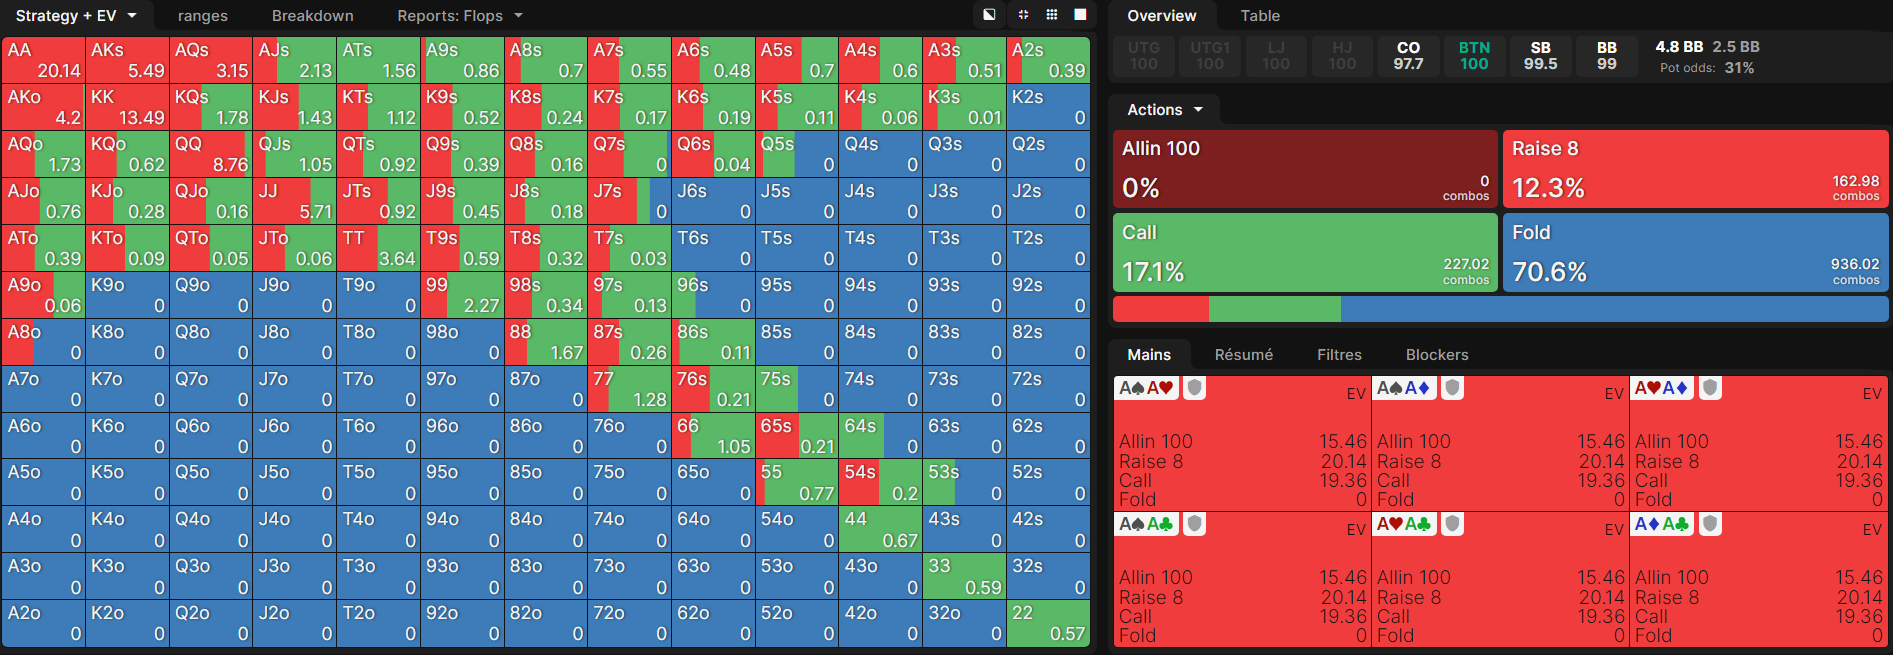 Strategy + EV ranges Breakdown Reports: Flops
AA 20.14 AKs 5.49 AQs 3.15 AJs 2.13 ATs 1.56 A9s 0.86 A8s 0.7 A7s 0.55 A6s 0.48 A5s 0.7 A4s 0.6 A3s 0.51 A2s 0.39
AKo 4.2 KK 13.49 KQs 1.78 KJs 1.43 KTs 1.12 K9s 0.52 K8s 0.24 K7s 0.17 K6s 0.19 K5s 0.11 K4s 0.06 K3s 0.01 K2s 0
AQo 1.73 KQo 0.62 QQ 8.76 QJs 1.05 QTs 0.92 Q9s 0.39 Q8s 0.16 Q7s 0 Q6s 0.04 Q5s 0 Q4s 0 Q3s 0 Q2s 0
AJo 0.76 KJo 0.28 QJo 0.16 JJ 5.71 JTs 0.92 J9s 0.45 J8s 0.18 J7s 0 J6s 0 J5s 0 J4s 0 J3s 0 J2s 0
ATo 0.39 KTo 0.09 QTo 0.05 JTo 0.06 TT 3.64 T9s 0.59 T8s 0.32 T7s 0.03 T6s 0 T5s 0 T4s 0 T3s 0 T2s 0
A9o 0.06 K9o 0 Q9o 0 J9o 0 T9o 0 99 2.27 98s 0.34 97s 0.13 96s 0 95s 0 94s 0 93s 0 92s 0
A8o 0 K8o 0 Q8o 0 J8o 0 T8o 0 98o 0 88 1.67 87s 0.26 86s 0.11 85s 0 84s 0 83s 0 82s 0
A7o 0 K7o 0 Q7o 0 J7o 0 T7o 0 97o 0 87o 0 77 1.28 76s 0.21 75s 0 74s 0 73s 0 72s 0
A6o 0 K6o 0 Q6o 0 J6o 0 T6o 0 96o 0 86o 0 76o 0 66 1.05 65s 0.21 64s 0 63s 0 62s 0
A5o 0 K5o 0 Q5o 0 J5o 0 T5o 0 95o 0 85o 0 75o 0 65o 0 55 0.77 54s 0.2 53s 0 52s 0
A4o 0 K4o 0 Q4o 0 J4o 0 T4o 0 94o 0 84o 0 74o 0 64o 0 54o 0 44 0.67 43s 0 42s 0
A3o 0 K3o 0 Q3o 0 J3o 0 T3o 0 93o 0 83o 0 73o 0 63o 0 53o 0 43o 0 33 0.59 32s 0
A2o 0 K2o 0 Q2o 0 J2o 0 T2o 0 92o 0 82o 0 72o 0 62o 0 52o 0 42o 0 32o 0 22 0.57
Overview Table
UTG UTG1 LJ HJ CO BTN SB BB 4.8 BB 2.5 BB
100 100 100 100 97.7 100 99.5 99 Pot odds: 31%
Actions
Allin 100 Raise 8
0% 0 combos 12.3% 162.98 combos
Call Fold
17.1% 227.02 combos 70.6% 936.02 combos
Mains Résumé Filtres Blockers
A♠A♥ EV A♠A♦ EV A♥A♦ EV
Allin 100 15.46 Allin 100 15.46 Allin 100 15.46
Raise 8 20.14 Raise 8 20.14 Raise 8 20.14
Call 19.36 Call 19.36 Call 19.36
Fold 0 Fold 0 Fold 0
A♠A♣ EV A♥A♣ EV A♦A♣ EV
Allin 100 15.46 Allin 100 15.46 Allin 100 15.46
Raise 8 20.14 Raise 8 20.14 Raise 8 20.14
Call 19.36 Call 19.36 Call 19.36
Fold 0 Fold 0 Fold 0